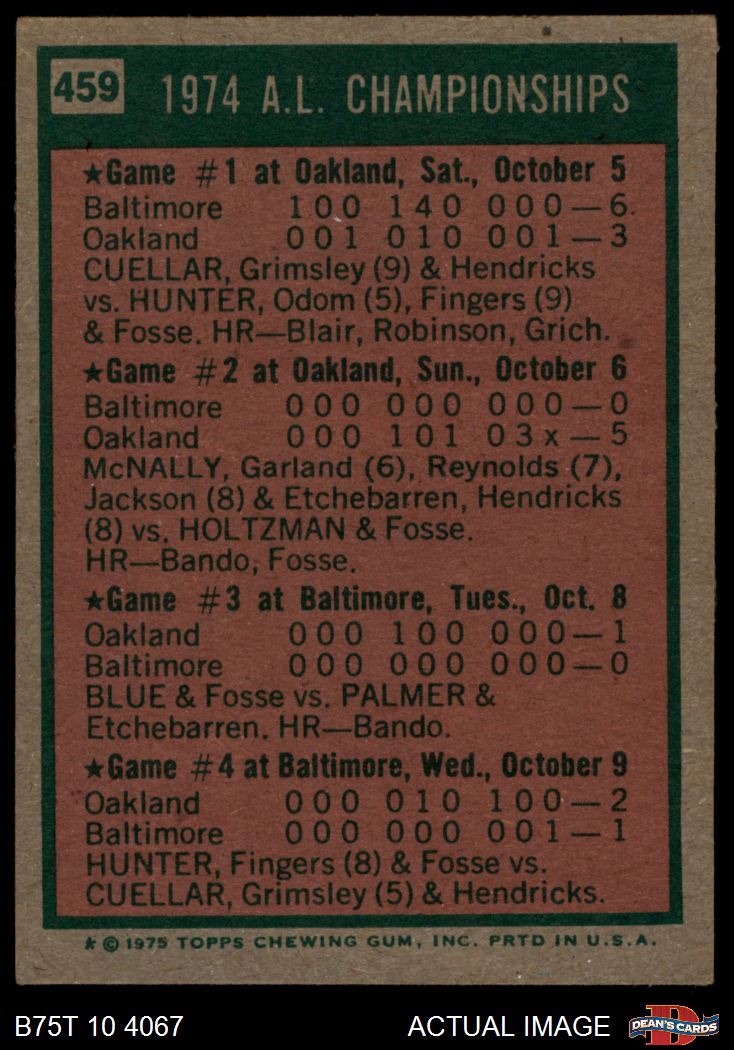 459 1974 A.L. CHAMPIONSHIPS
★Game #1 at Oakland, Sat., October 5
Baltimore 100 140 000—6
Oakland 001 010 001—3
CUELLAR, Grimsley (9) & Hendricks
vs. HUNTER, Odom (5), Fingers (9)
& Fosse. HR—Blair, Robinson, Grich.
★Game #2 at Oakland, Sun., October 6
Baltimore 000 000 000—0
Oakland 000 101 03x—5
McNALLY, Garland (6), Reynolds (7),
Jackson (8) & Etchebarren, Hendricks
(8) vs. HOLTZMAN & Fosse.
HR—Bando, Fosse.
★Game #3 at Baltimore, Tues., Oct. 8
Oakland 000 100 000—1
Baltimore 000 000 000—0
BLUE & Fosse vs. PALMER &
Etchebarren. HR—Bando.
★Game #4 at Baltimore, Wed., October 9
Oakland 000 010 100—2
Baltimore 000 000 001—1
HUNTER, Fingers (8) & Fosse vs.
CUELLAR, Grimsley (5) & Hendricks.
★ © 1975 TOPPS CHEWING GUM, INC. PRTD IN U.S.A.
B75T 10 4067 ACTUAL IMAGE DEAN'S CARDS